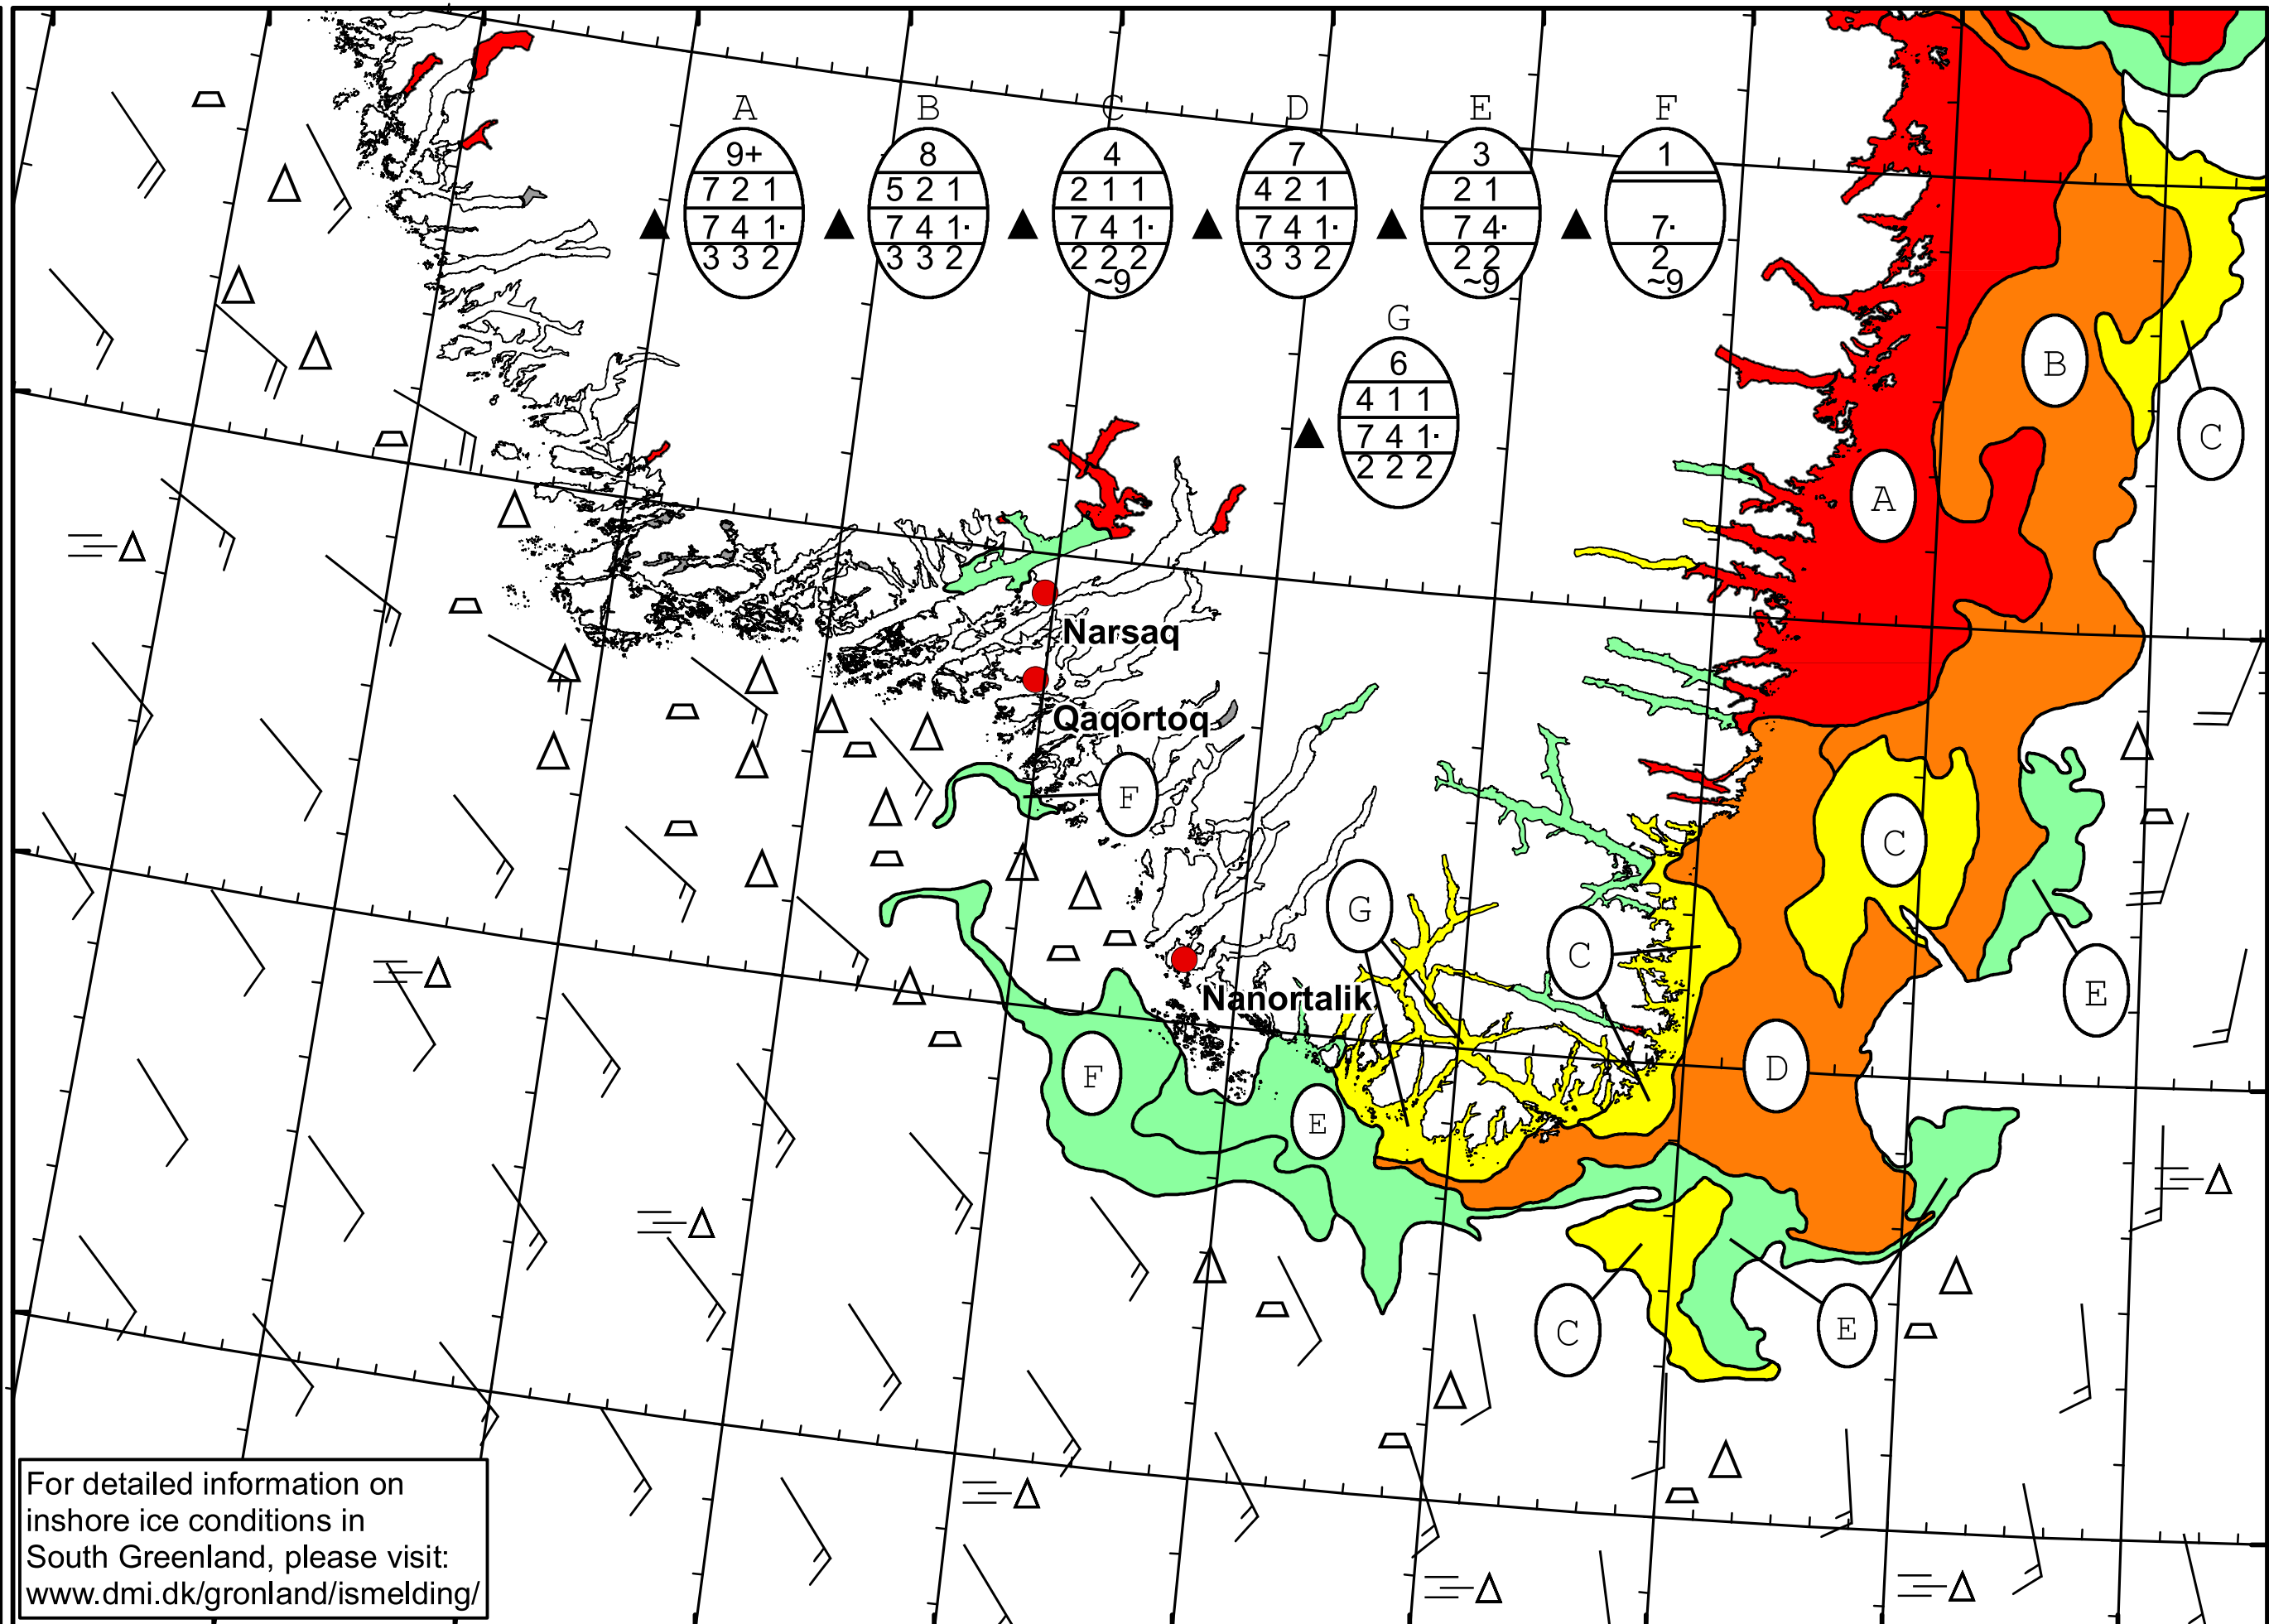 A B C D E F
9+ 8 4 7 3 1
7 2 1 5 2 1 2 1 1 4 2 1 2 1
7 4 1· 7 4 1· 7 4 1· 7 4 1· 7 4· 7·
3 3 2 3 3 2 2 2 2 3 3 2 2 2 2
~9 ~9 ~9
G
6
4 1 1
7 4 1·
2 2 2
B
C
A
Narsaq
Qaqortoq
F
C
G
C
E
Nanortalik
F
D
E
C
E
For detailed information on
inshore ice conditions in
South Greenland, please visit:
www.dmi.dk/gronland/ismelding/